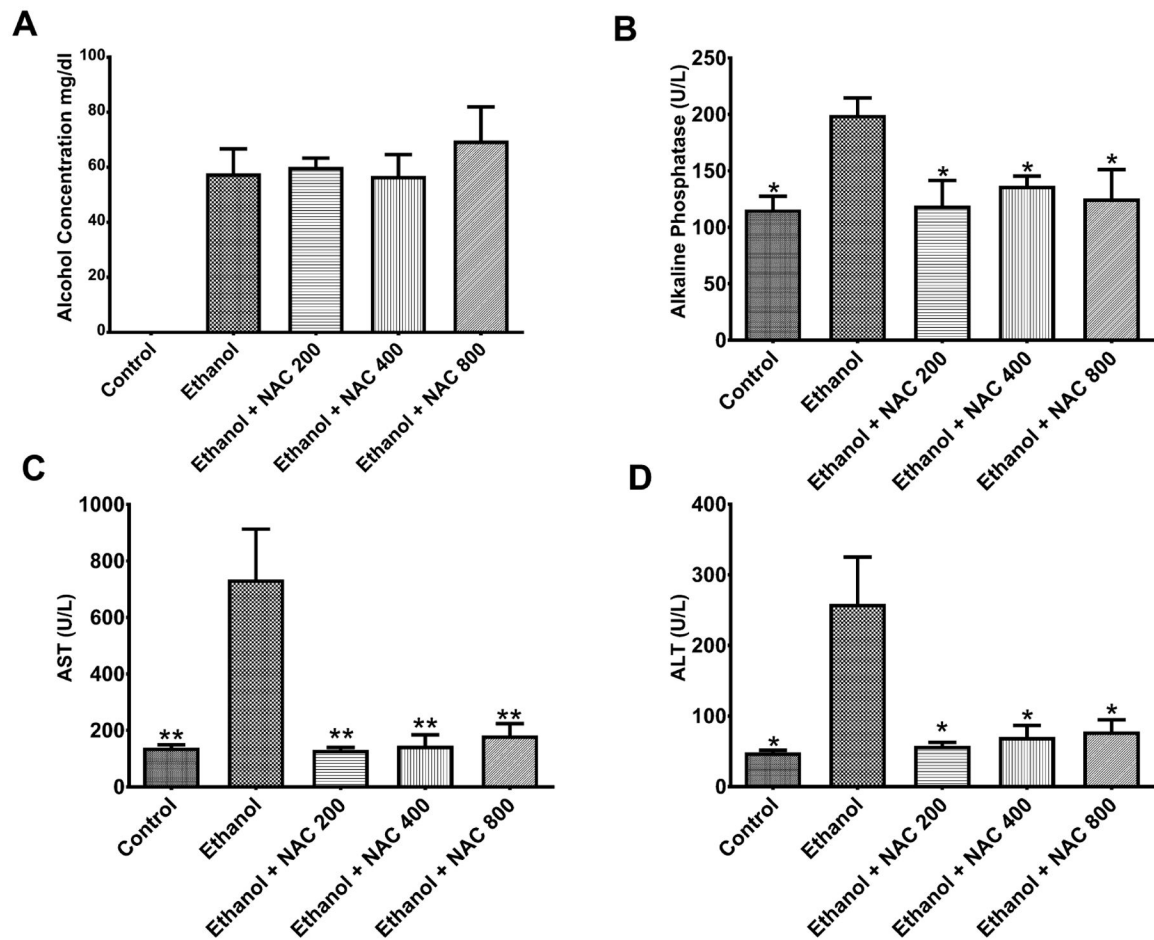 A
Alcohol Concentration mg/dl
100
80
60
40
20
0
Control
Ethanol
Ethanol + NAC 200
Ethanol + NAC 400
Ethanol + NAC 800
B
Alkaline Phosphatase (U/L)
250
200
150
100
50
0
*
*
*
*
Control
Ethanol
Ethanol + NAC 200
Ethanol + NAC 400
Ethanol + NAC 800
C
AST (U/L)
1000
800
600
400
200
0
**
**
**
**
Control
Ethanol
Ethanol + NAC 200
Ethanol + NAC 400
Ethanol + NAC 800
D
ALT (U/L)
400
300
200
100
0
*
*
*
*
Control
Ethanol
Ethanol + NAC 200
Ethanol + NAC 400
Ethanol + NAC 800